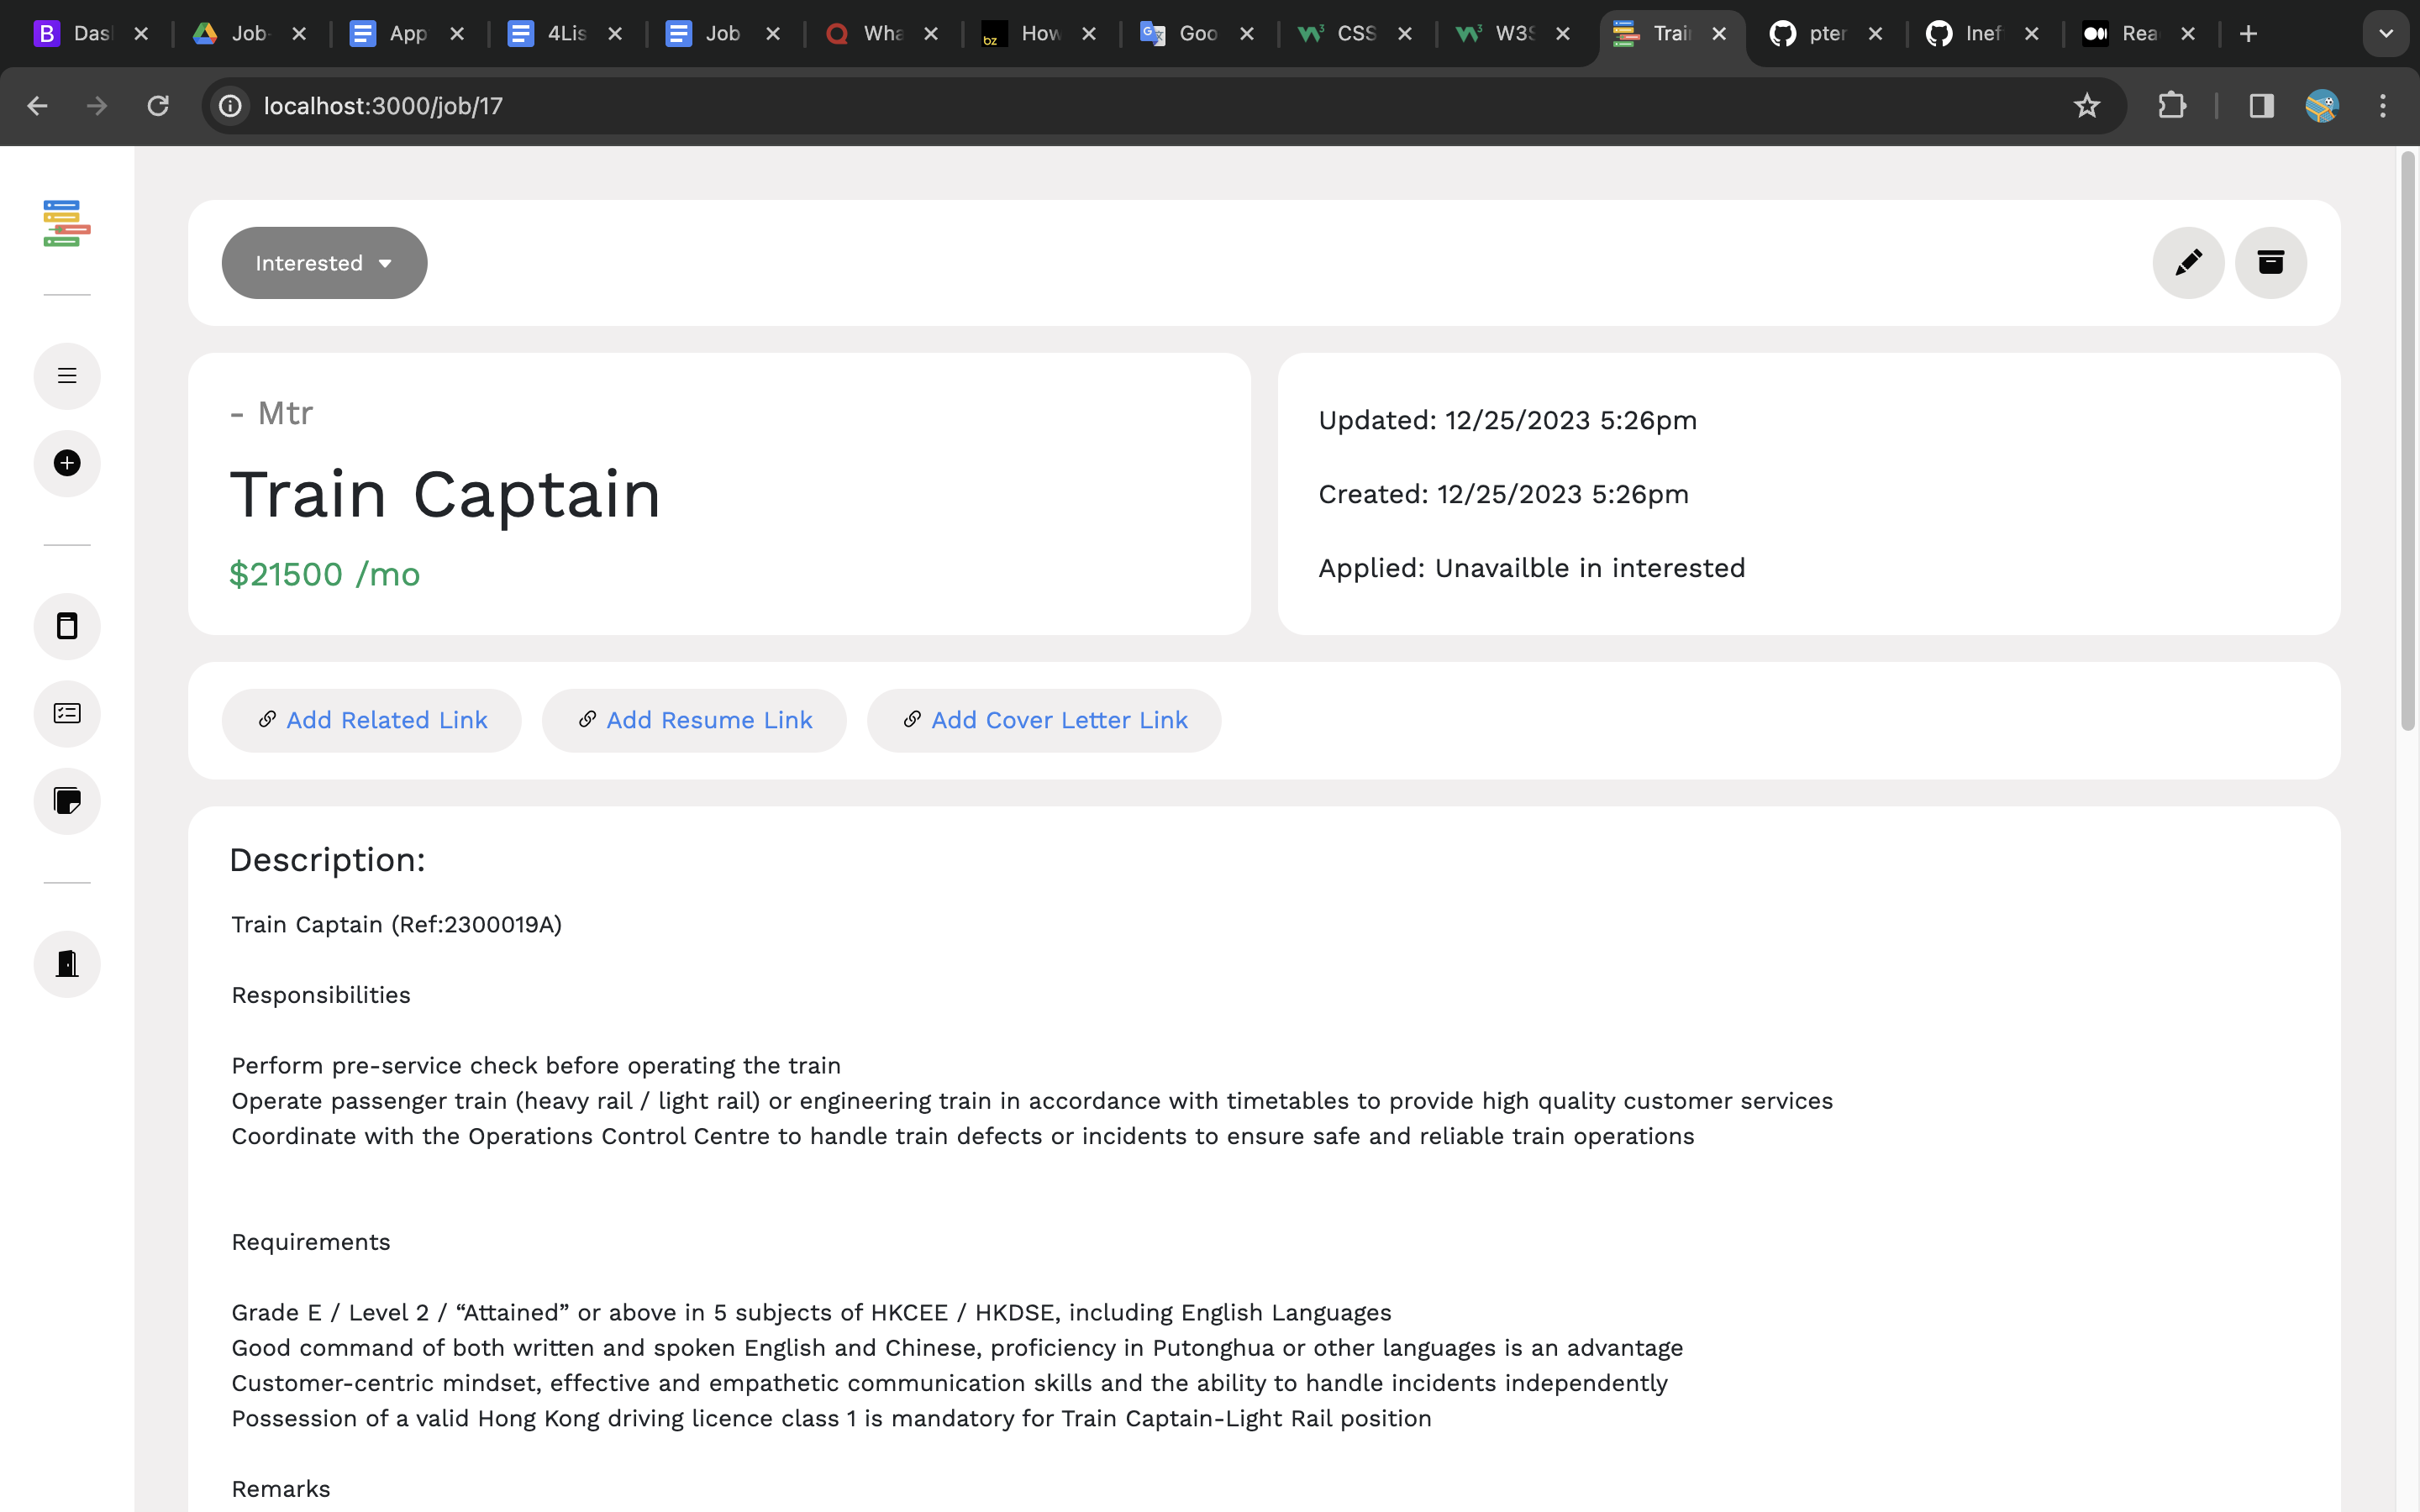 Das
Job-
App
4Lis
Job
Wha
How
Goo
CSS
W3S
Trai
pter
Inef
Rea
localhost:3000/job/17
Interested
- Mtr
Train Captain
$21500 /mo
Updated: 12/25/2023 5:26pm
Created: 12/25/2023 5:26pm
Applied: Unavailble in interested
Add Related Link
Add Resume Link
Add Cover Letter Link
Description:
Train Captain (Ref:2300019A)
Responsibilities
Perform pre-service check before operating the train
Operate passenger train (heavy rail / light rail) or engineering train in accordance with timetables to provide high quality customer services
Coordinate with the Operations Control Centre to handle train defects or incidents to ensure safe and reliable train operations
Requirements
Grade E / Level 2 / “Attained” or above in 5 subjects of HKCEE / HKDSE, including English Languages
Good command of both written and spoken English and Chinese, proficiency in Putonghua or other languages is an advantage
Customer-centric mindset, effective and empathetic communication skills and the ability to handle incidents independently
Possession of a valid Hong Kong driving licence class 1 is mandatory for Train Captain-Light Rail position
Remarks